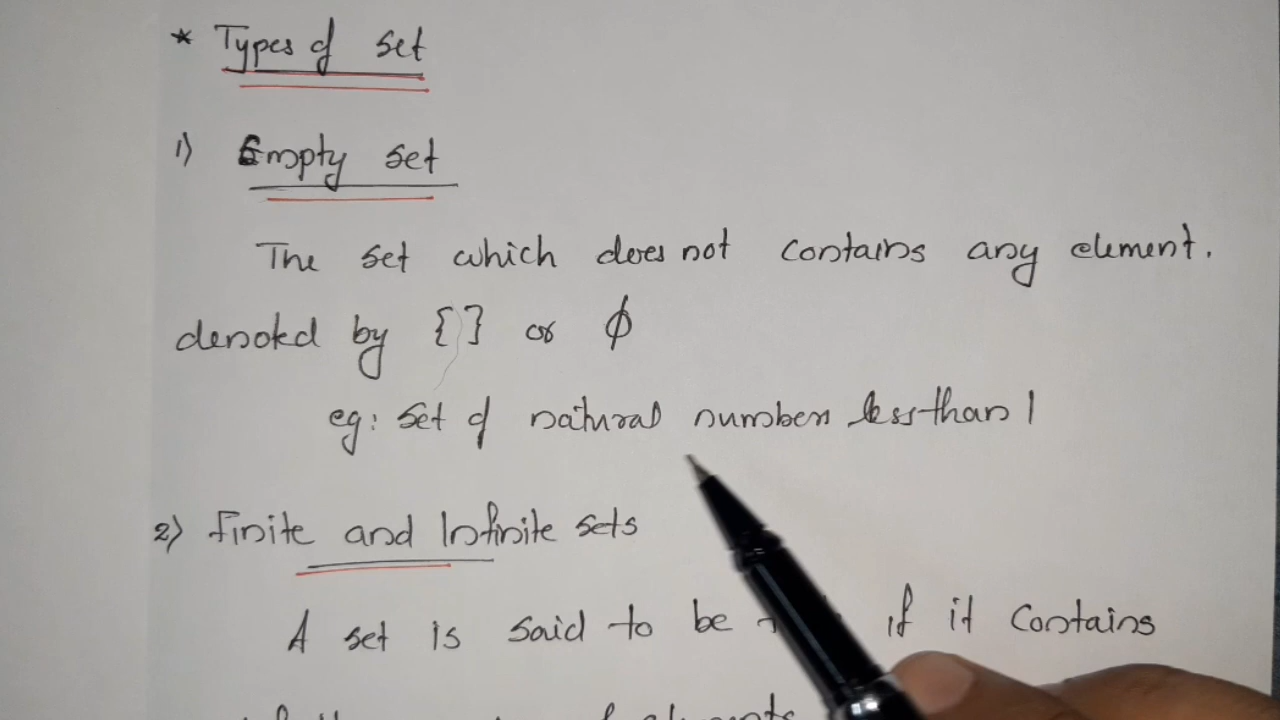 * Types of set
1) Empty set
The set which does not contains any element.
denoted by {} or ϕ
eg: set of natural numbers less than 1
2) Finite and Infinite sets
A set is said to be if it contains